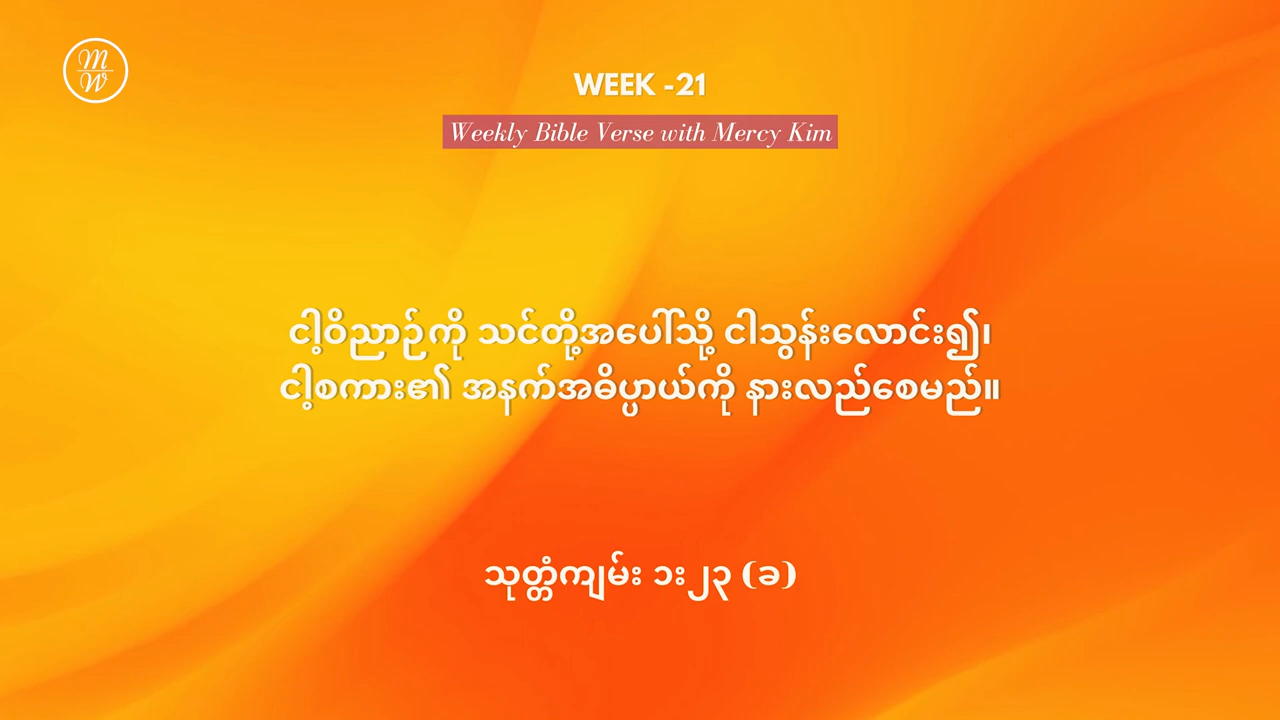 M
W
WEEK -21
Weekly Bible Verse with Mercy Kim
ငါ့ဝိညာဉ်ကို သင်တို့အပေါ်သို့ ငါသွန်းလောင်း၍၊
ငါ့စကား၏ အနက်အဓိပ္ပာယ်ကို နားလည်စေမည်။
သုတ္တံကျမ်း ၁း၂၃ (ခ)